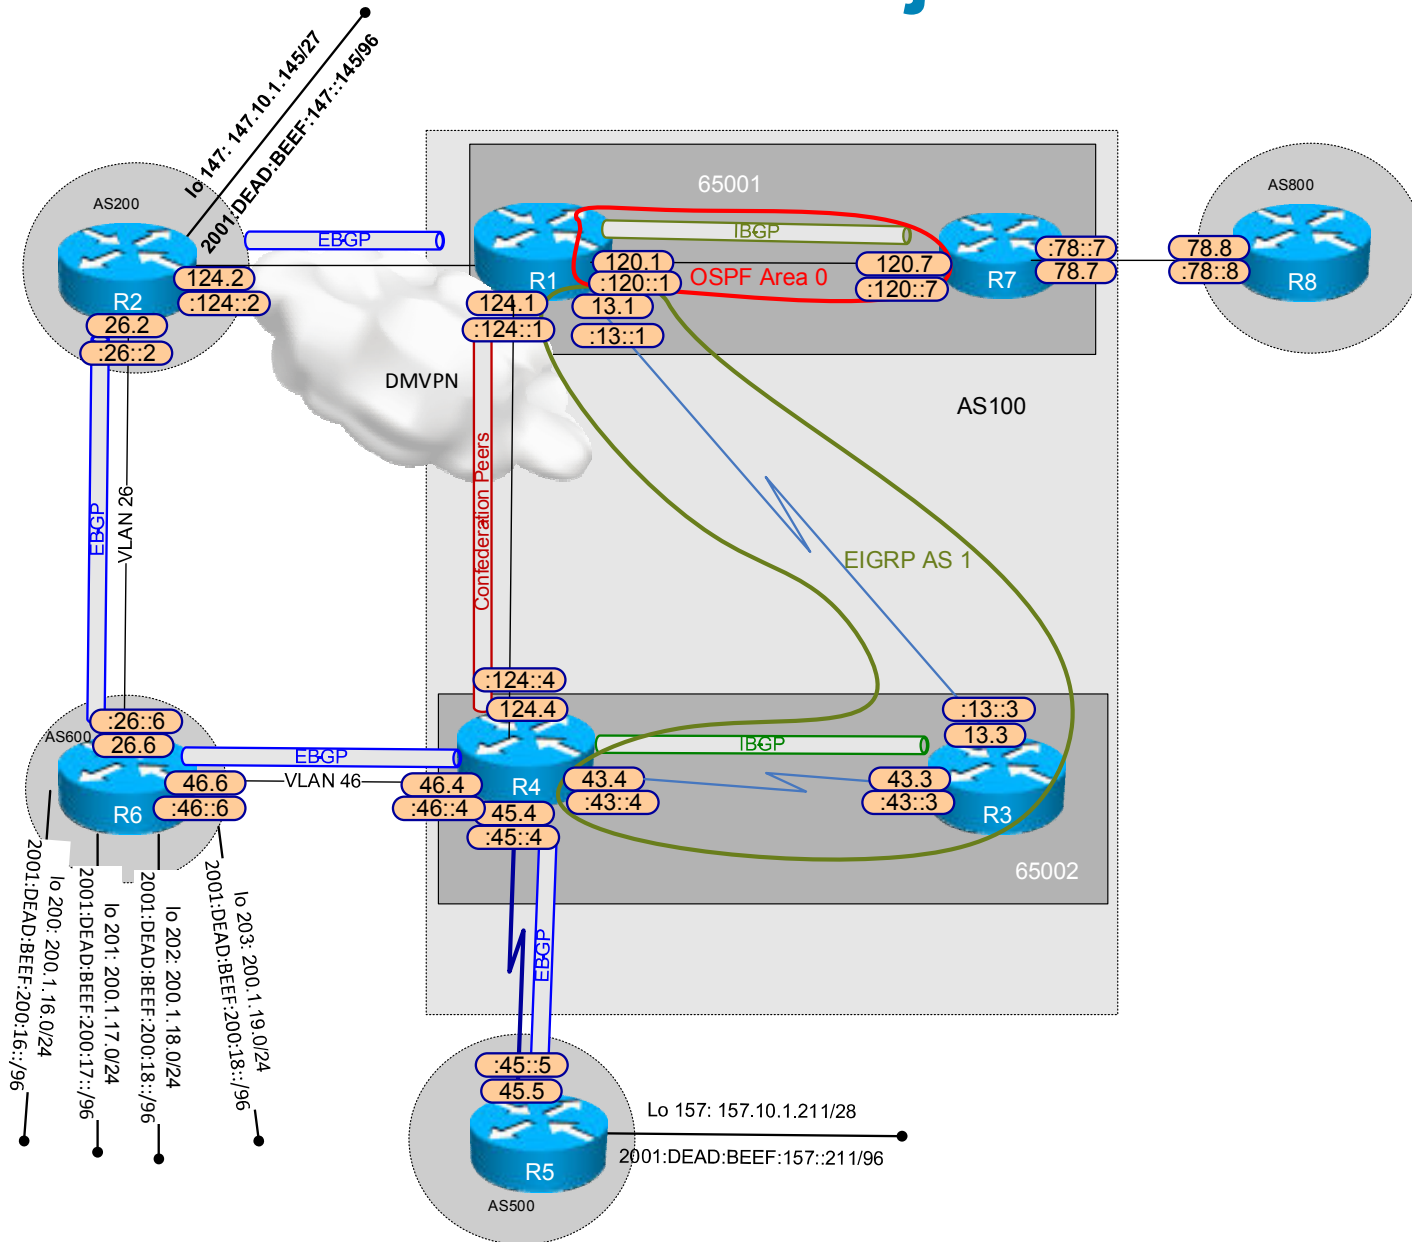 j
lo 147: 147.10.1.145/27
2001:DEAD:BEEF:147::145/96
AS200
R2
124.2
:124::2
26.2
:26::2
EBGP
65001
R1
IBGP
120.1
:120::1
OSPF Area 0
120.7
:120::7
R7
:78::7
78.7
AS800
78.8
:78::8
R8
124.1
:124::1
13.1
:13::1
DMVPN
AS100
Confederation Peers
EIGRP AS 1
EBGP
VLAN 26
:124::4
124.4
:13::3
13.3
:26::6
AS600
26.6
EBGP
IBGP
R6
46.6
:46::6
VLAN 46
46.4
:46::4
R4
43.4
:43::4
43.3
:43::3
R3
45.4
:45::4
65002
lo 200: 200.1.16.0/24
2001:DEAD:BEEF:200:16::/96
lo 201: 200.1.17.0/24
2001:DEAD:BEEF:200:17::/96
lo 202: 200.1.18.0/24
2001:DEAD:BEEF:200:18::/96
lo 203: 200.1.19.0/24
2001:DEAD:BEEF:200:18::/96
EBGP
:45::5
45.5
R5
AS500
Lo 157: 157.10.1.211/28
2001:DEAD:BEEF:157::211/96